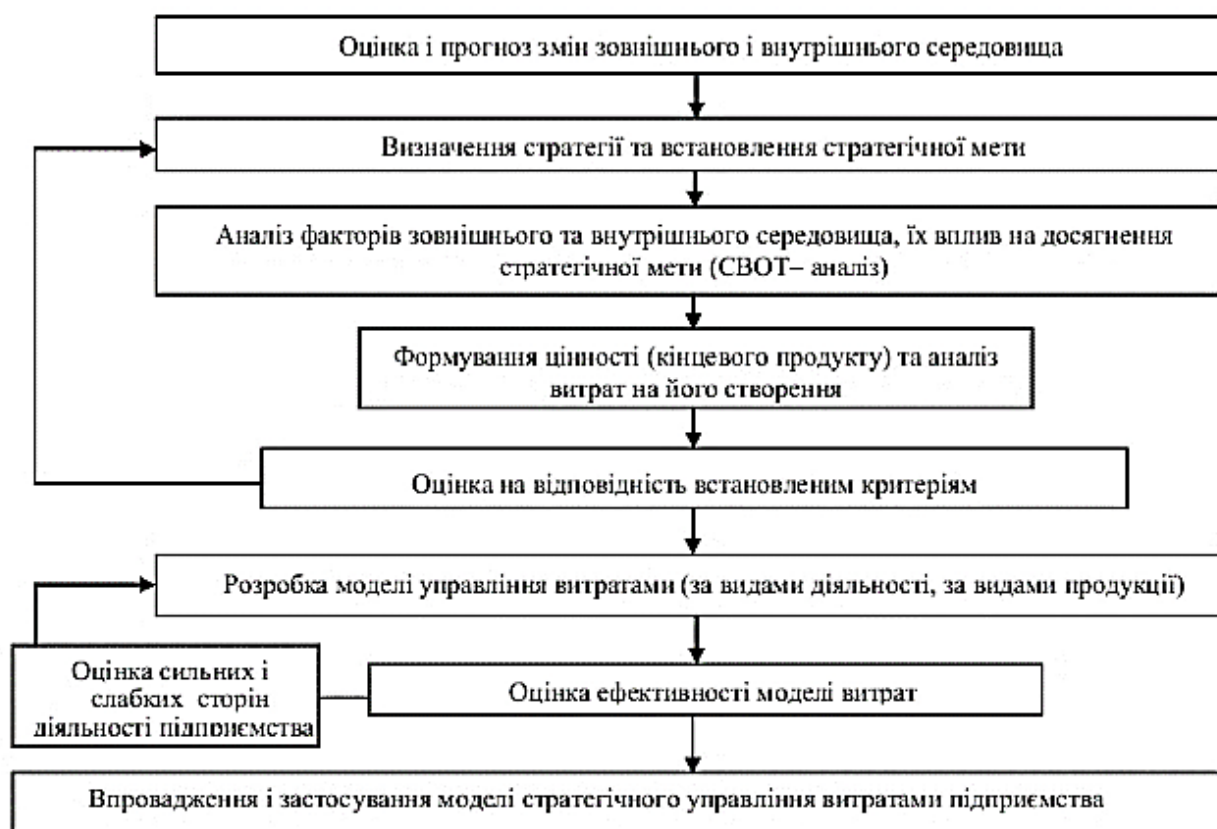 Оцінка і прогноз змін зовнішнього і внутрішнього середовища
Визначення стратегії та встановлення стратегічної мети
Аналіз факторів зовнішнього та внутрішнього середовища, їх вплив на досягнення
стратегічної мети (СВОТ– аналіз)
Формування цінності (кінцевого продукту) та аналіз
витрат на його створення
Оцінка на відповідність встановленим критеріям
Розробка моделі управління витратами (за видами діяльності, за видами продукції)
Оцінка сильних і
слабких сторін
діяльності підприємства
Оцінка ефективності моделі витрат
Впровадження і застосування моделі стратегічного управління витратами підприємства